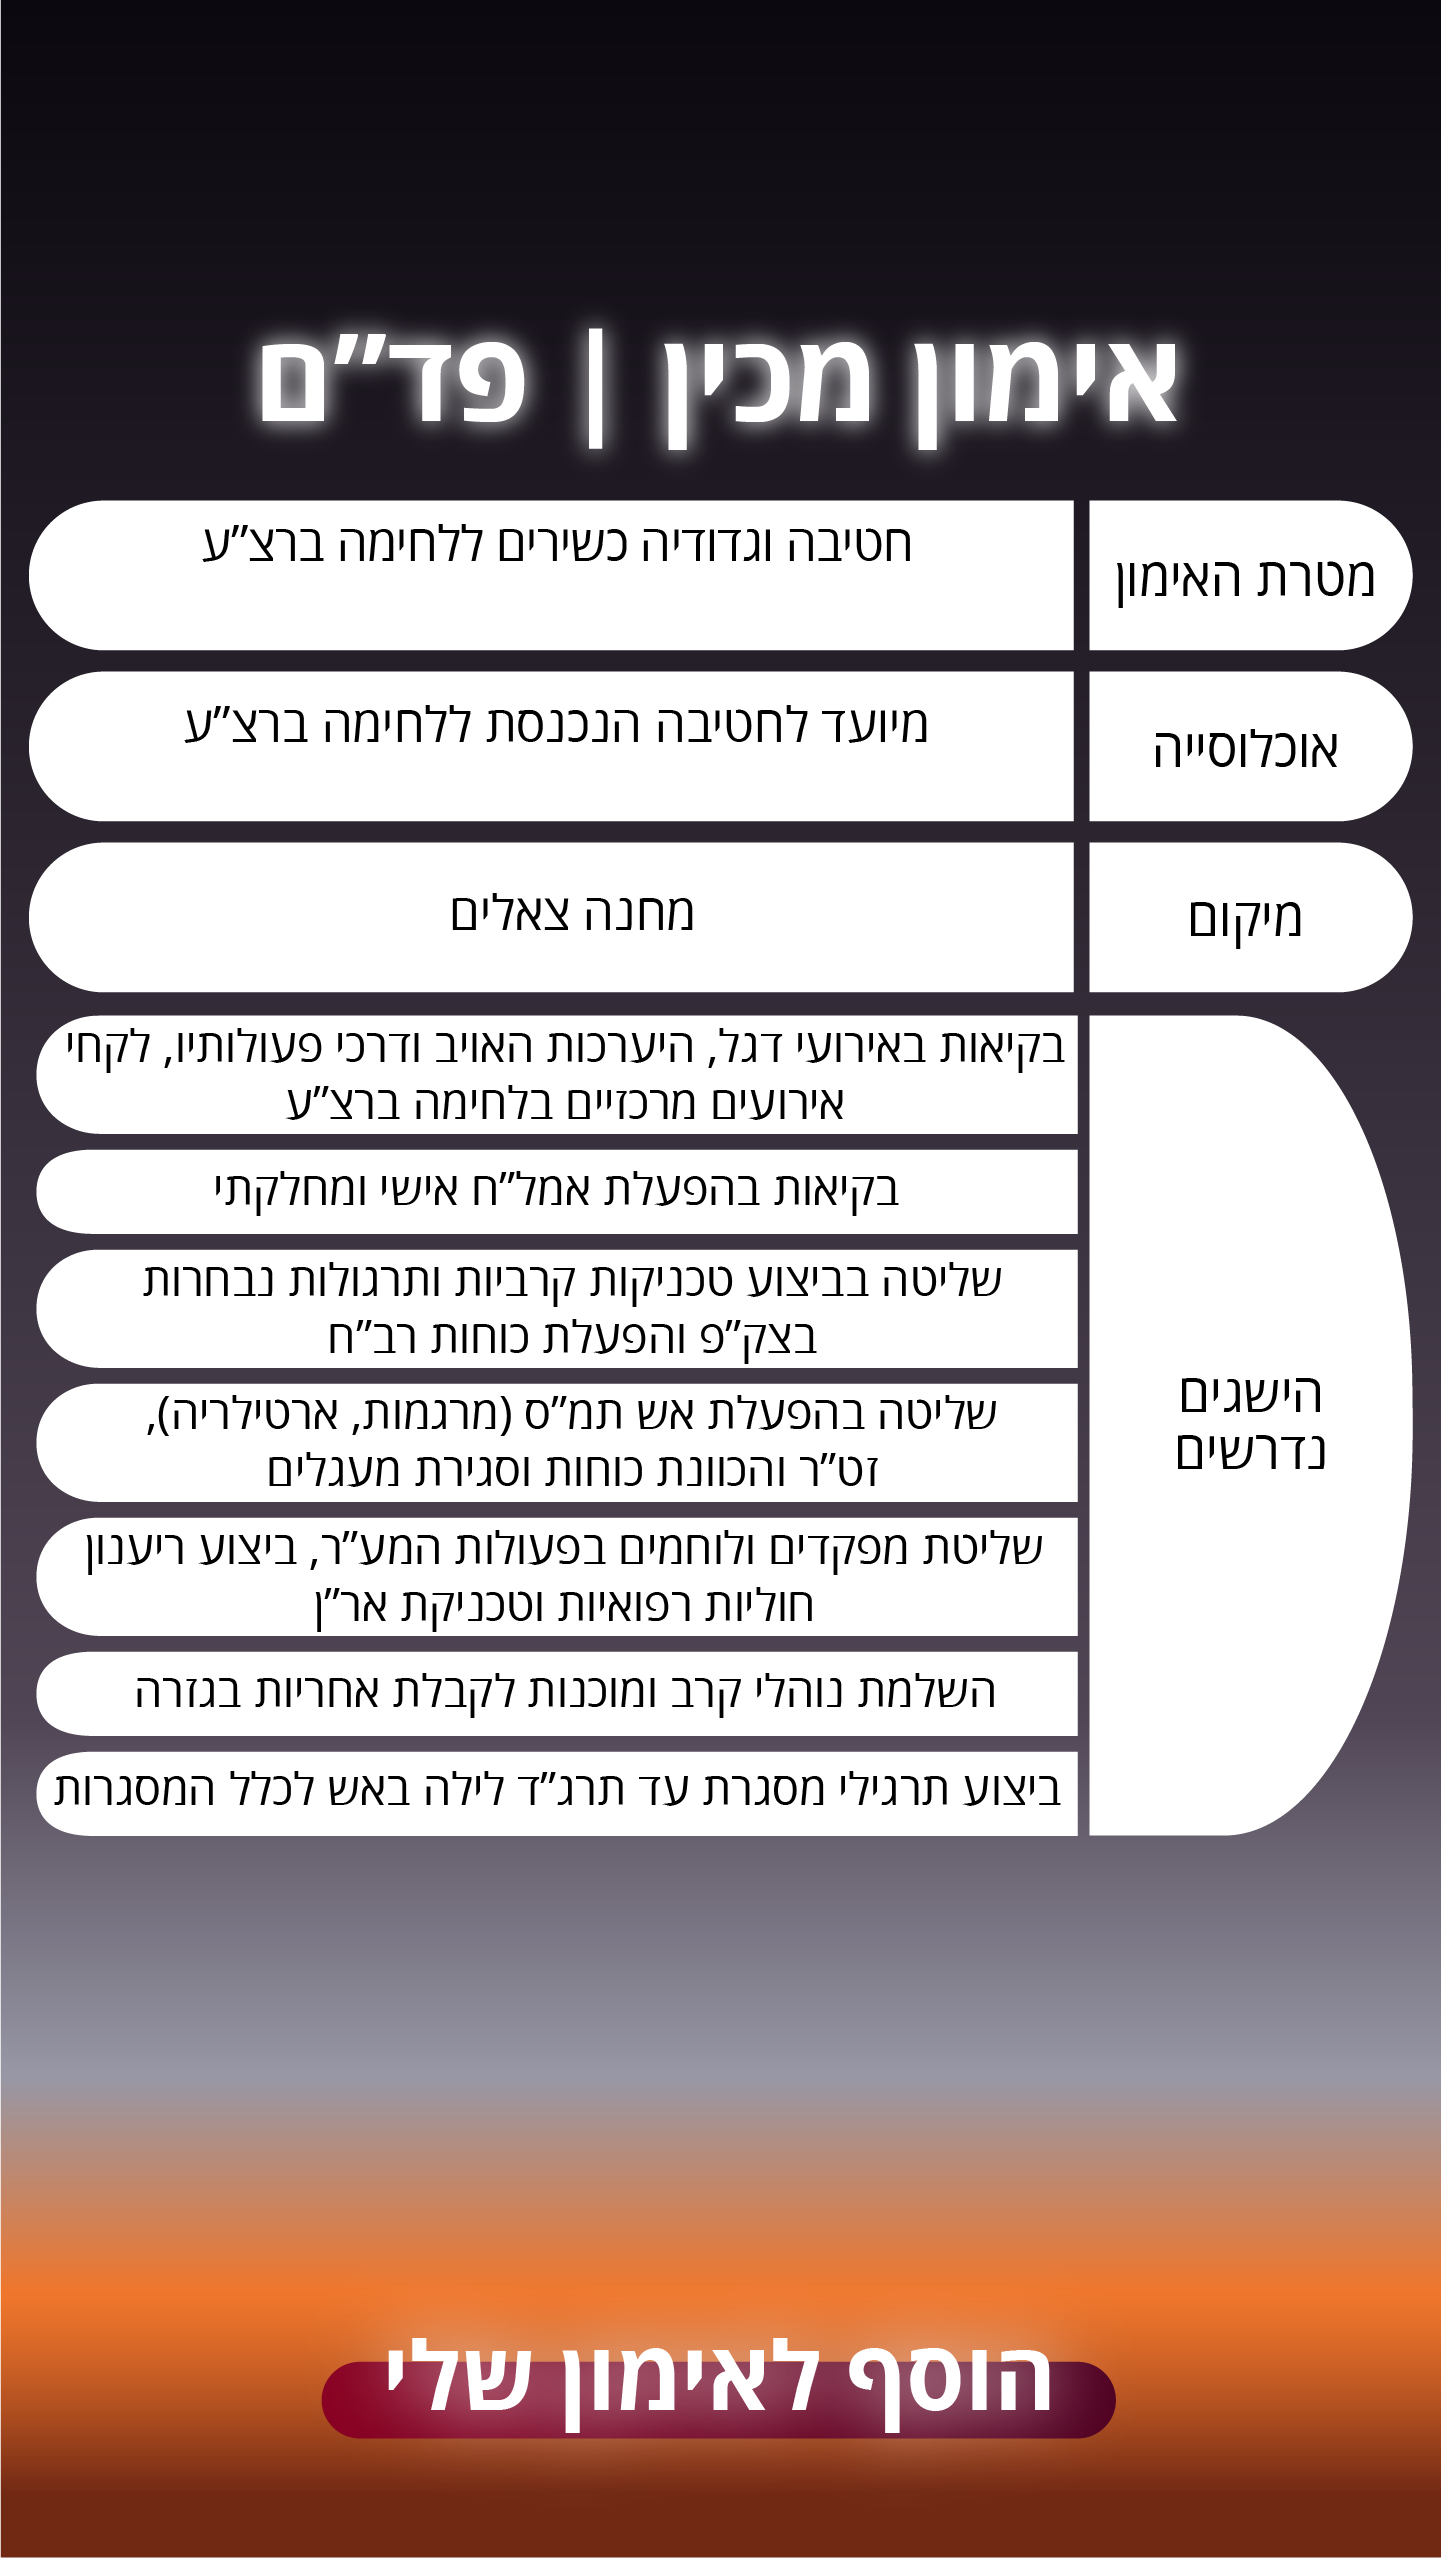 אימון מכין | פד״ם
מטרת האימון
חטיבה וגדודיה כשירים ללחימה ברצ״ע
אוכלוסייה
מיועד לחטיבה הנכנסת ללחימה ברצ״ע
מיקום
מחנה צאלים
הישגים
נדרשים
בקיאות באירועי דגל, היערכות האויב ודרכי פעולותיו, לקחי
אירועים מרכזיים בלחימה ברצ״ע
בקיאות בהפעלת אמל״ח אישי ומחלקתי
שליטה בביצוע טכניקות קרביות ותרגולות נבחרות
בצק״פ והפעלת כוחות רב״ח
שליטה בהפעלת אש תמ״ס (מרגמות, ארטילריה),
זט״ר והכוונת כוחות וסגירת מעגלים
שליטת מפקדים ולוחמים בפעולות המע״ר, ביצוע ריענון
חוליות רפואיות וטכניקת אר״ן
השלמת נוהלי קרב ומוכנות לקבלת אחריות בגזרה
ביצוע תרגילי מסגרת עד תרג״ד לילה באש לכלל המסגרות
הוסף לאימון שלי